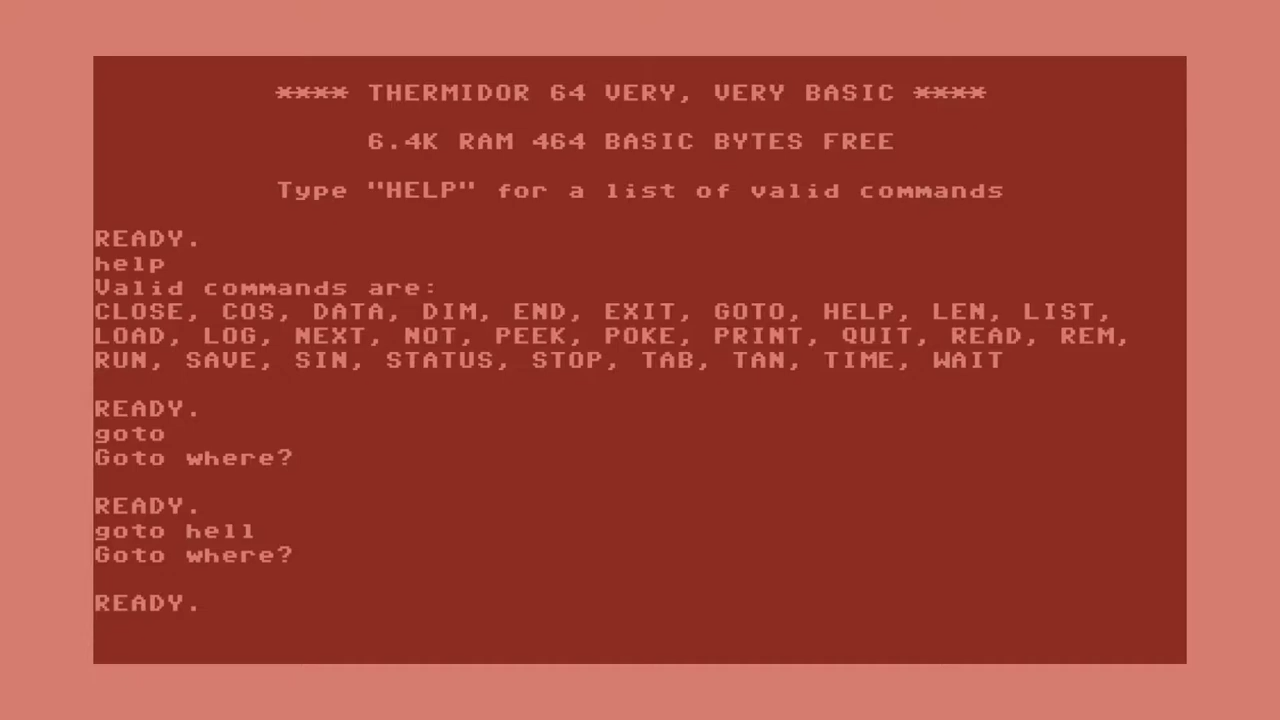 **** THERMIDOR 64 VERY, VERY BASIC ****
6.4K RAM 464 BASIC BYTES FREE
Type "HELP" for a list of valid commands
READY.
help
Valid commands are:
CLOSE, COS, DATA, DIM, END, EXIT, GOTO, HELP, LEN, LIST,
LOAD, LOG, NEXT, NOT, PEEK, POKE, PRINT, QUIT, READ, REM,
RUN, SAVE, SIN, STATUS, STOP, TAB, TAN, TIME, WAIT
READY.
goto
Goto where?
READY.
goto hell
Goto where?
READY.